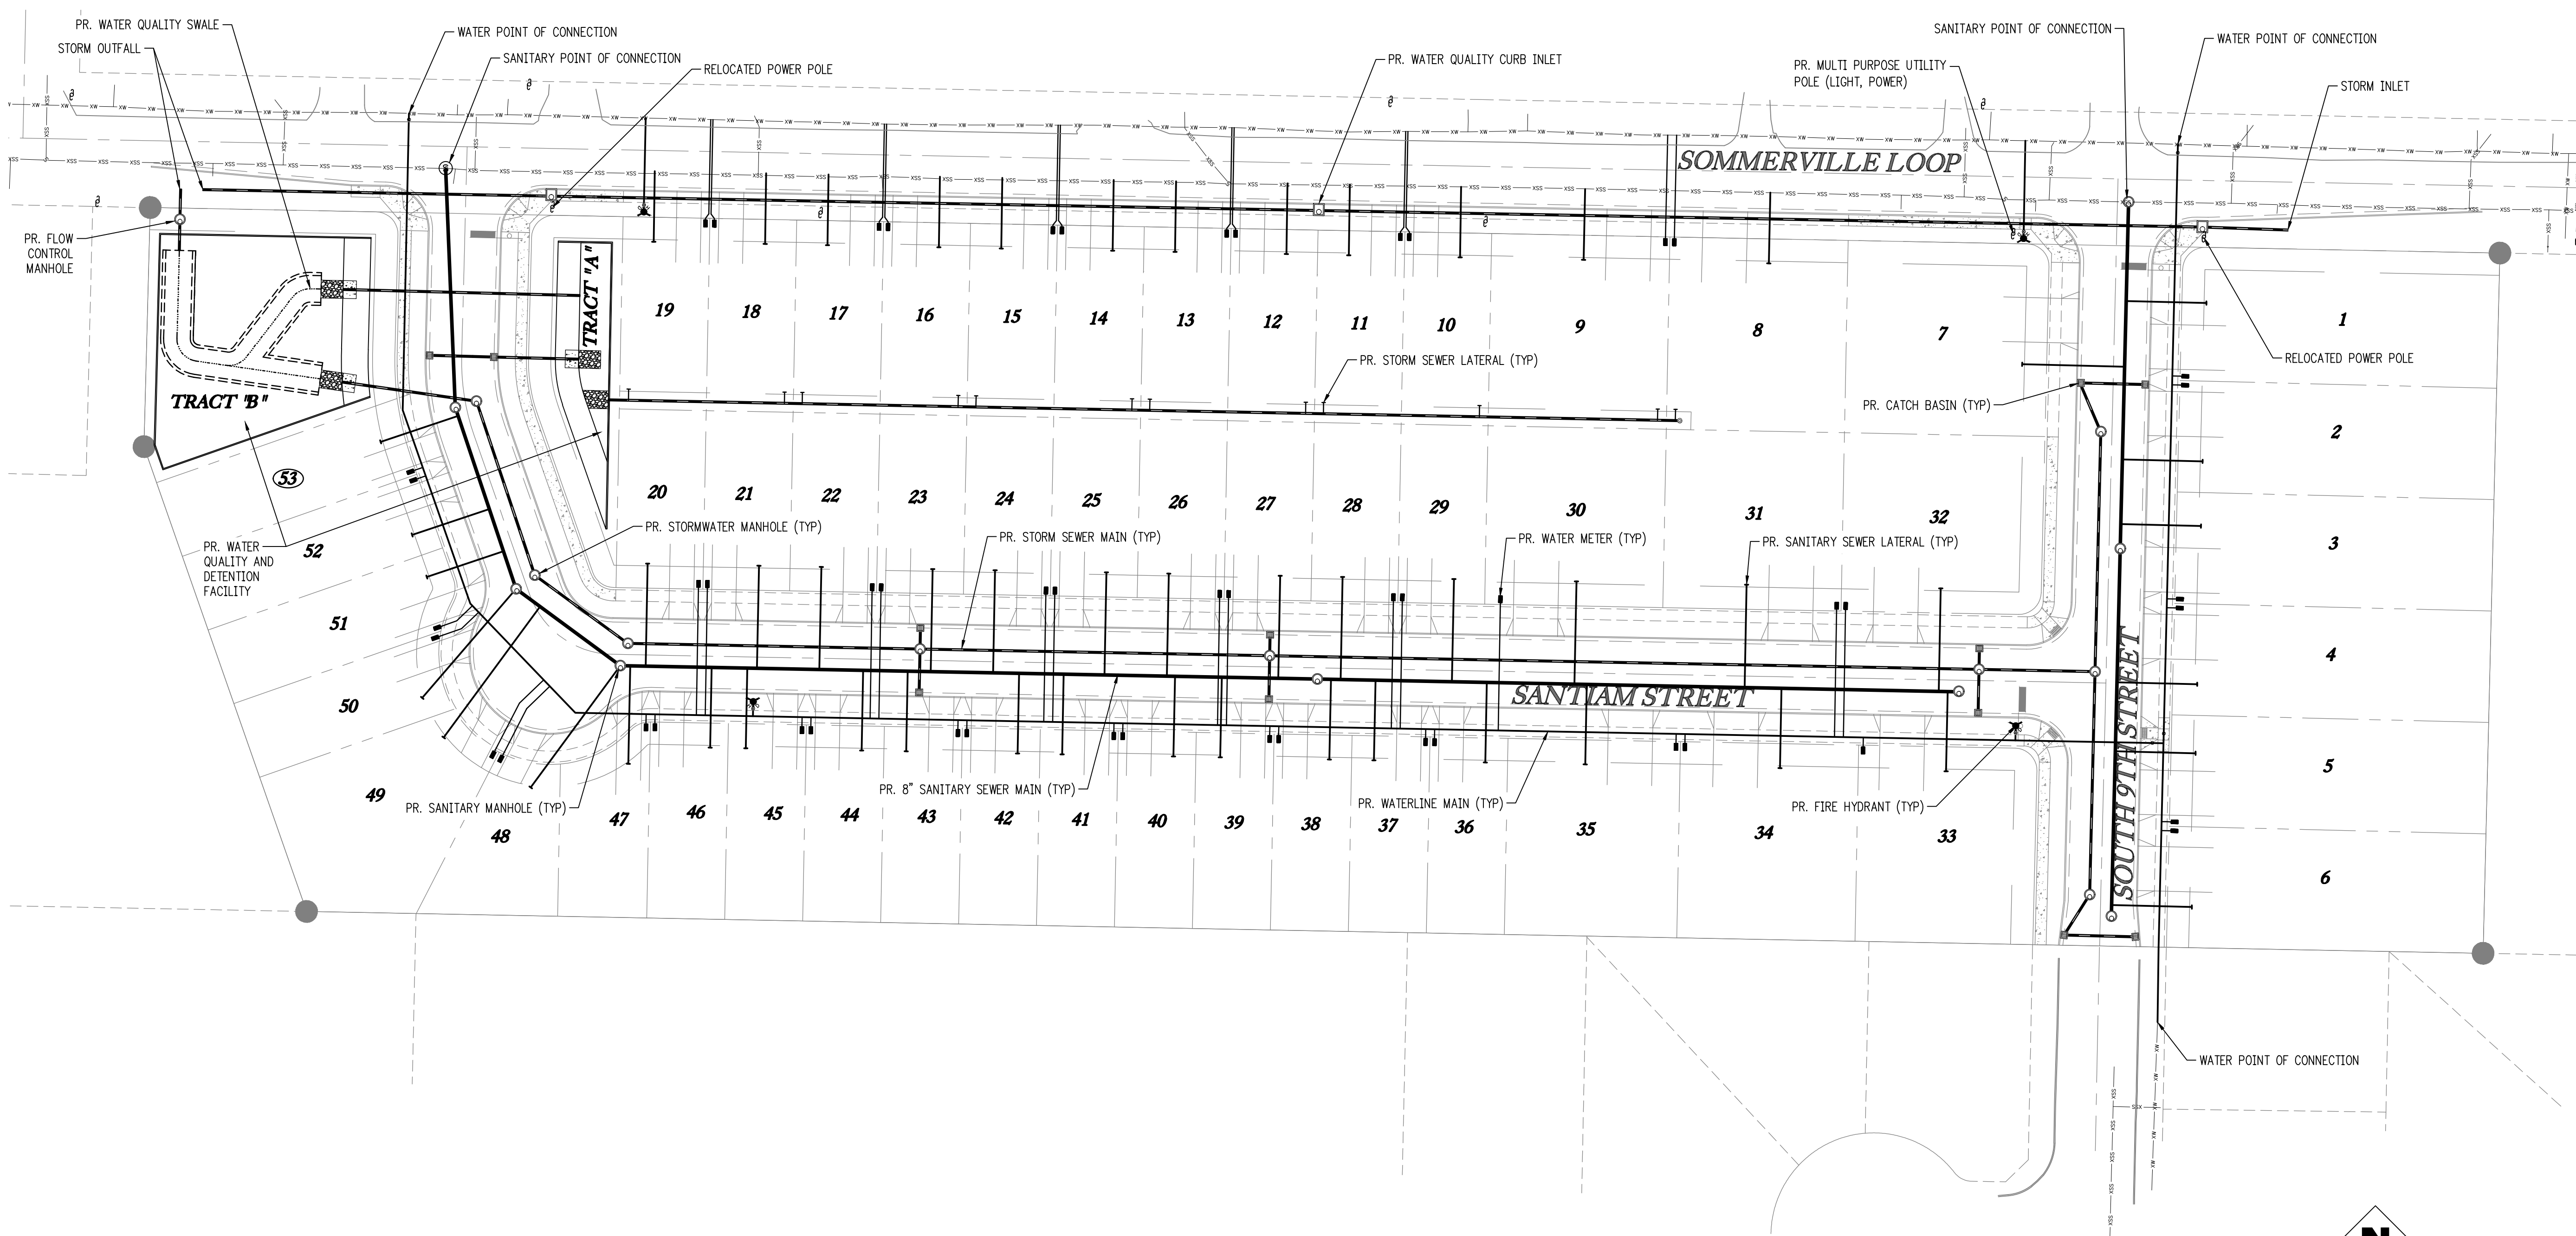 PR. WATER QUALITY SWALE
STORM OUTFALL
WATER POINT OF CONNECTION
SANITARY POINT OF CONNECTION
RELOCATED POWER POLE
PR. WATER QUALITY CURB INLET
PR. MULTI PURPOSE UTILITY
POLE (LIGHT, POWER)
SANITARY POINT OF CONNECTION
WATER POINT OF CONNECTION
STORM INLET
SOMMERVILLE LOOP
PR. FLOW
CONTROL
MANHOLE
TRACT "A"
TRACT "B"
19
18
17
16
15
14
13
12
11
10
9
8
7
1
RELOCATED POWER POLE
PR. STORM SEWER LATERAL (TYP)
PR. CATCH BASIN (TYP)
2
53
20
21
22
23
24
25
26
27
28
29
30
31
32
3
PR. STORMWATER MANHOLE (TYP)
PR. STORM SEWER MAIN (TYP)
PR. WATER METER (TYP)
PR. SANITARY SEWER LATERAL (TYP)
PR. WATER
QUALITY AND
DETENTION
FACILITY
52
51
50
49
4
SANTIAM STREET
SOUTH 9TH STREET
5
PR. SANITARY MANHOLE (TYP)
PR. 8" SANITARY SEWER MAIN (TYP)
PR. WATERLINE MAIN (TYP)
PR. FIRE HYDRANT (TYP)
48
47
46
45
44
43
42
41
40
39
38
37
36
35
34
33
6
WATER POINT OF CONNECTION
N